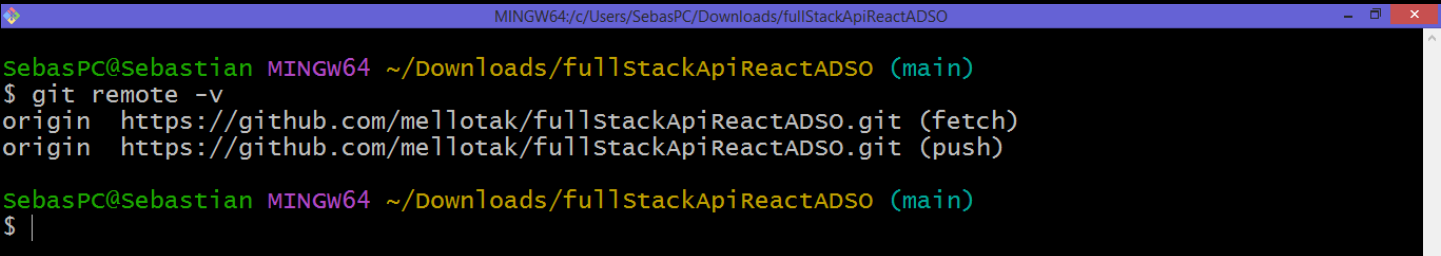 MINGW64:/c/Users/SebasPC/Downloads/fullStackApiReactADSO
SebasPC@Sebastian MINGW64 ~/Downloads/fullStackApiReactADSO (main)
$ git remote -v
origin  https://github.com/mellotak/fullStackApiReactADSO.git (fetch)
origin  https://github.com/mellotak/fullStackApiReactADSO.git (push)
SebasPC@Sebastian MINGW64 ~/Downloads/fullStackApiReactADSO (main)
$